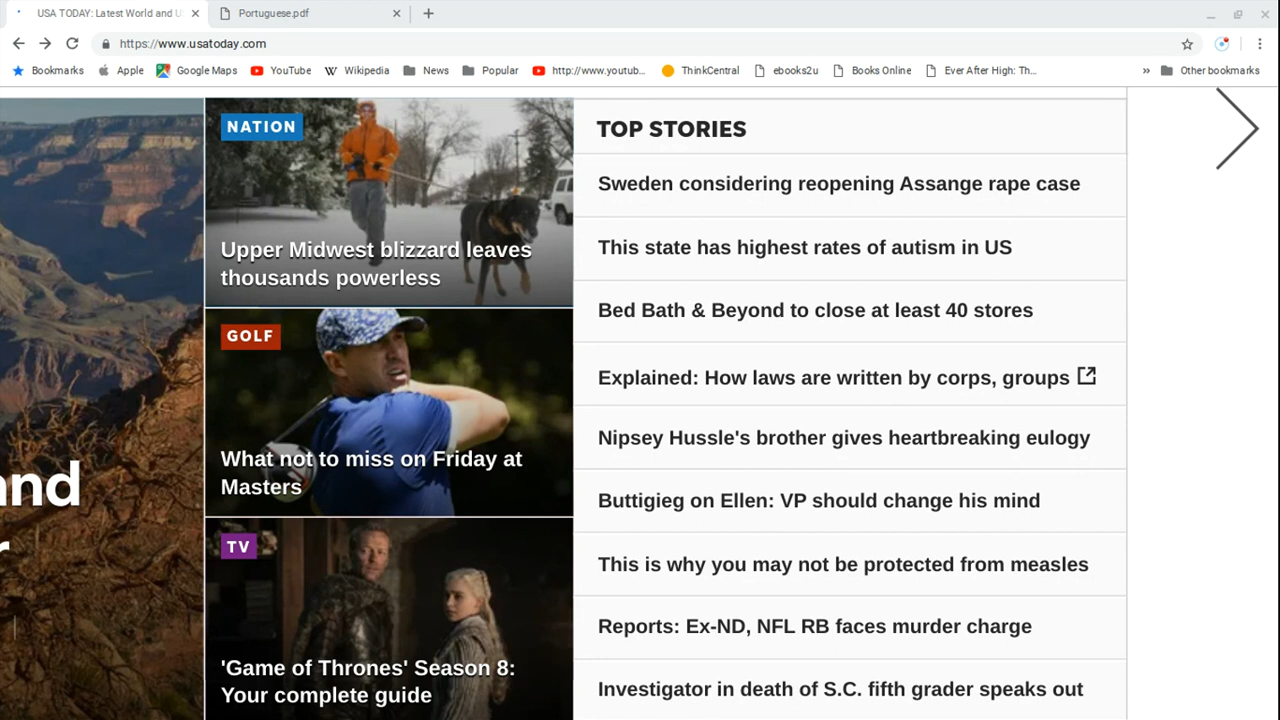 USA TODAY: Latest World and U
Portuguese.pdf
https://www.usatoday.com
Bookmarks
Apple
Google Maps
YouTube
Wikipedia
News
Popular
http://www.youtub...
ThinkCentral
ebooks2u
Books Online
Ever After High: Th...
»
Other bookmarks
nd
NATION
Upper Midwest blizzard leaves
thousands powerless
GOLF
What not to miss on Friday at
Masters
TV
'Game of Thrones' Season 8:
Your complete guide
TOP STORIES
Sweden considering reopening Assange rape case
This state has highest rates of autism in US
Bed Bath & Beyond to close at least 40 stores
Explained: How laws are written by corps, groups
Nipsey Hussle's brother gives heartbreaking eulogy
Buttigieg on Ellen: VP should change his mind
This is why you may not be protected from measles
Reports: Ex-ND, NFL RB faces murder charge
Investigator in death of S.C. fifth grader speaks out